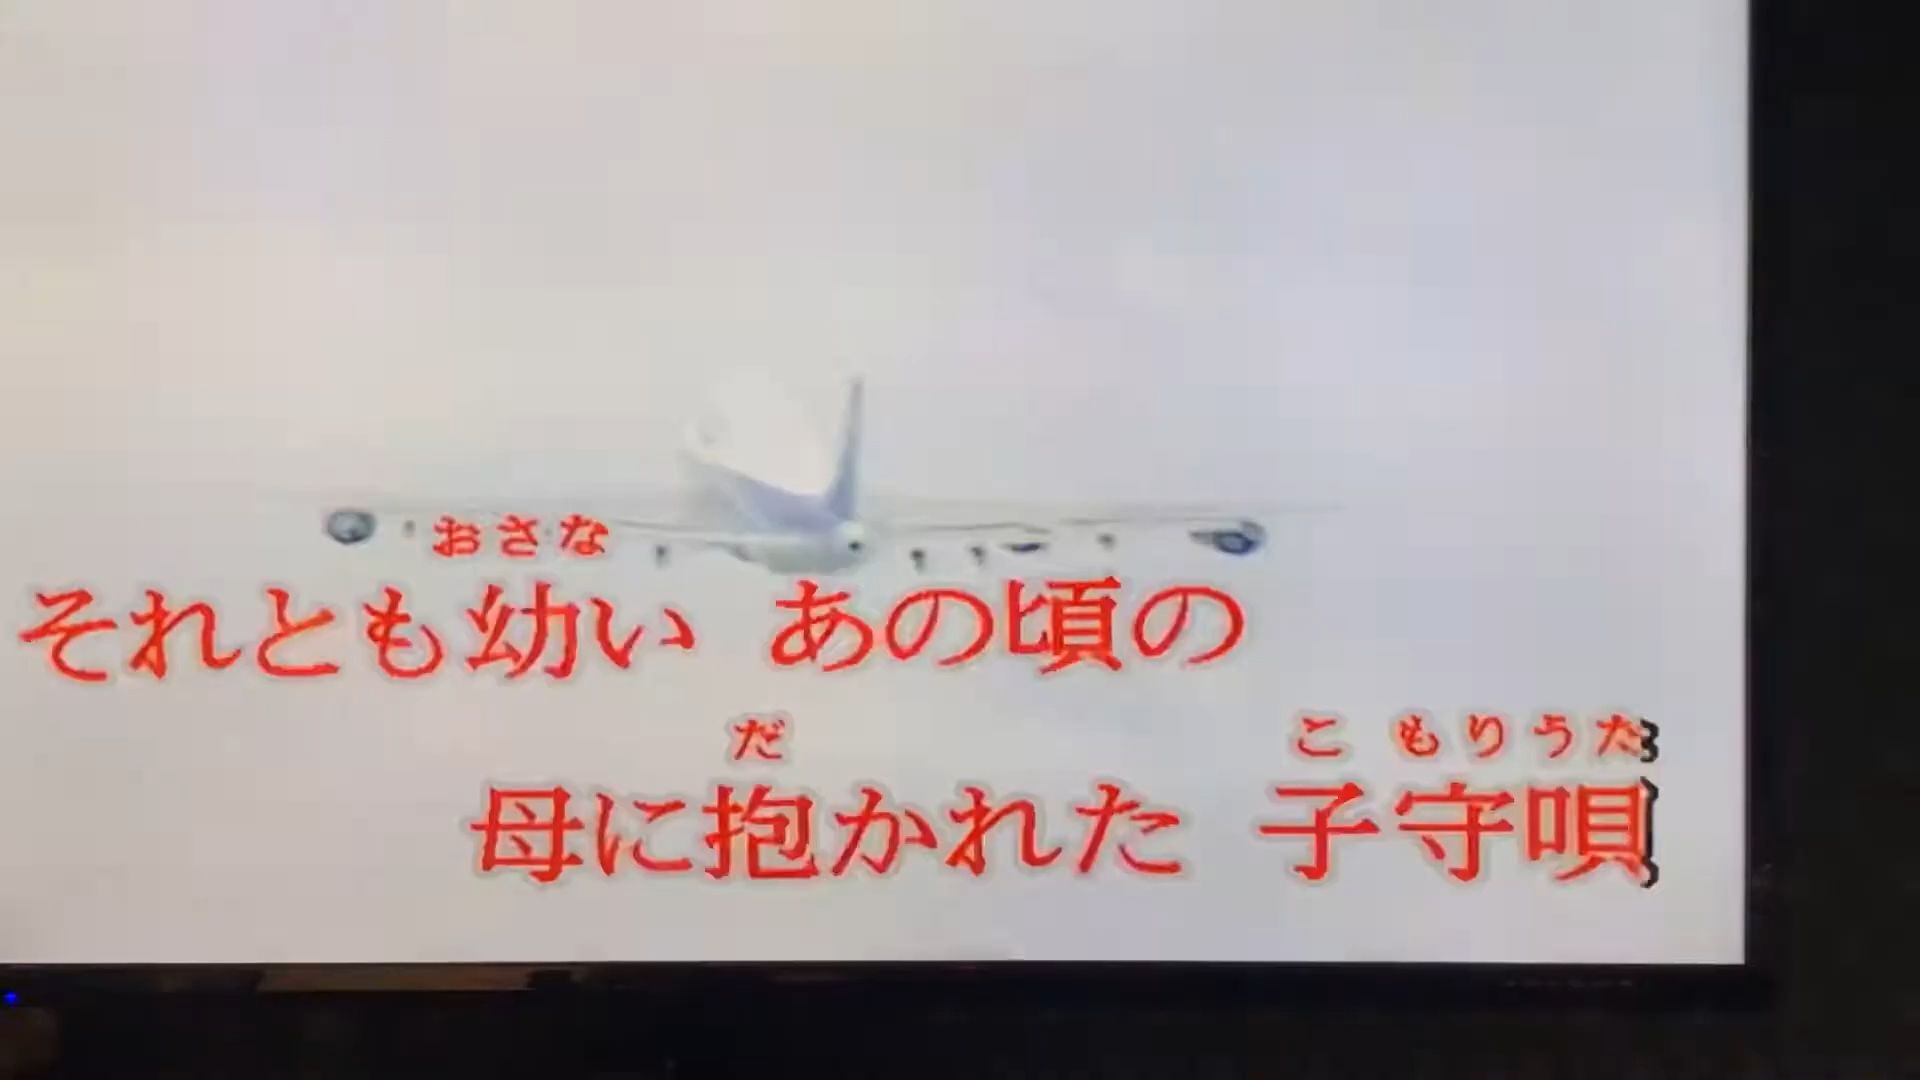 おさな
それとも幼い あの頃の
だ こもりうた
母に抱かれた 子守唄